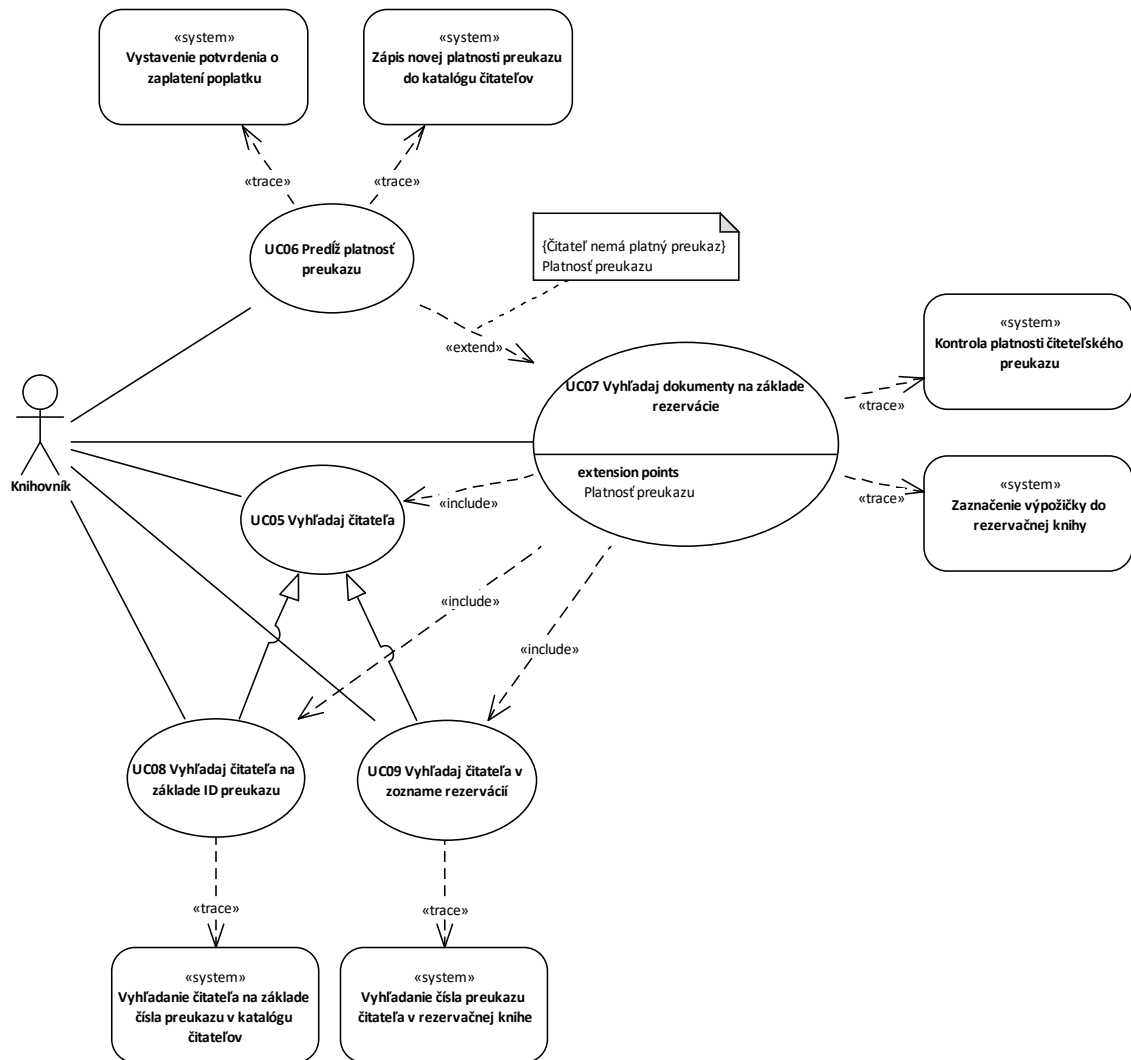 «system»
Vystavenie potvrdenia o
zaplatení poplatku
«system»
Zápis novej platnosti preukazu
do katalógu čitateľov
«trace»
«trace»
UC06 Predĺž platnosť
preukazu
{Čitateľ nemá platný preukaz}
Platnosť preukazu
«extend»
«system»
Kontrola platnosti čiteteľského
preukazu
«trace»
UC07 Vyhľadaj dokumenty na základe
rezervácie
extension points
Platnosť preukazu
«trace»
«system»
Zaznačenie výpožičky do
rezervačnej knihy
Knihovník
«include»
UC05 Vyhľadaj čitateľa
«include»
«include»
UC08 Vyhľadaj čitateľa na
základe ID preukazu
UC09 Vyhľadaj čitateľa v
zozname rezervácií
«trace»
«trace»
«system»
Vyhľadanie čitateľa na základe
čísla preukazu v katalógu
čitateľov
«system»
Vyhľadanie čísla preukazu
čitateľa v rezervačnej knihe